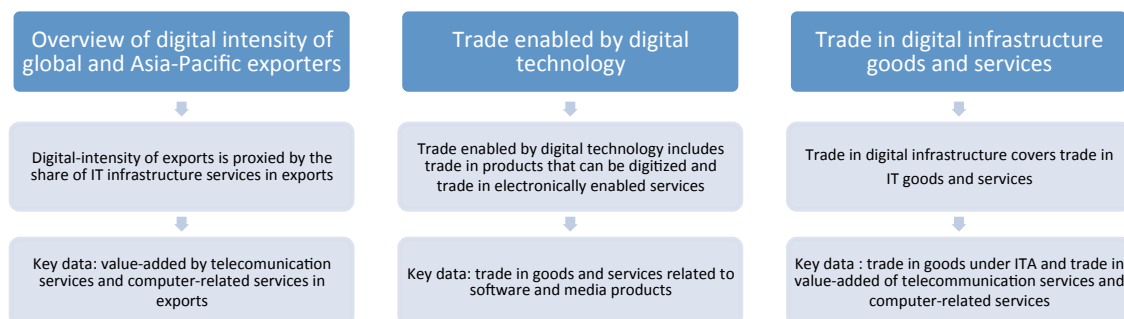 Overview of digital intensity of
global and Asia-Pacific exporters
Digital-intensity of exports is proxied by the
share of IT infrastructure services in exports
Key data: value-added by telecomunication
services and computer-related services in
exports
Trade enabled by digital
technology
Trade enabled by digital technology includes
trade in products that can be digitized and
trade in electronically enabled services
Key data: trade in goods and services related to
software and media products
Trade in digital infrastructure
goods and services
Trade in digital infrastructure covers trade in
IT goods and services
Key data : trade in goods under ITA and trade in
value-added of telecommunication services and
computer-related services